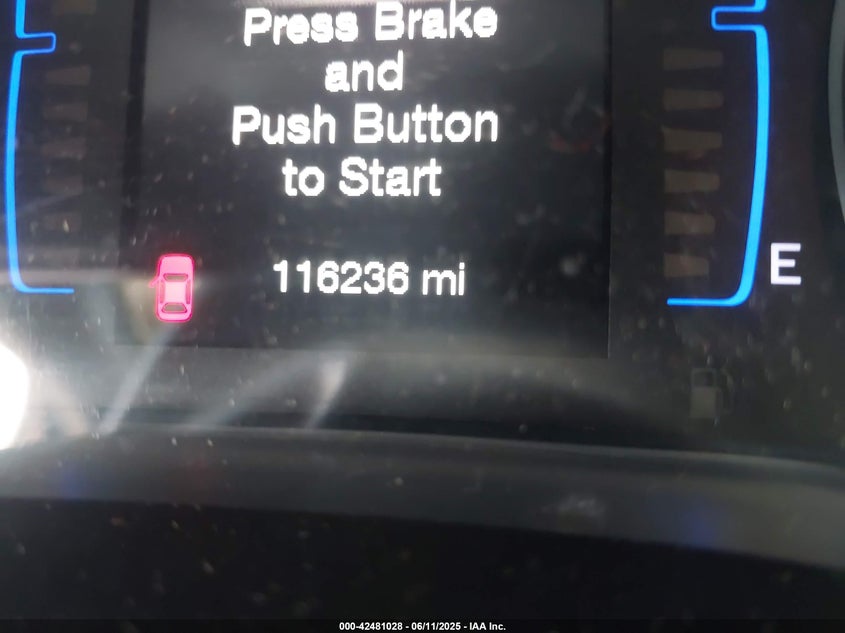 Press Brake
and
Push Button
to Start
116236 mi
E
000-42481028 - 06/11/2025 - IAA Inc.